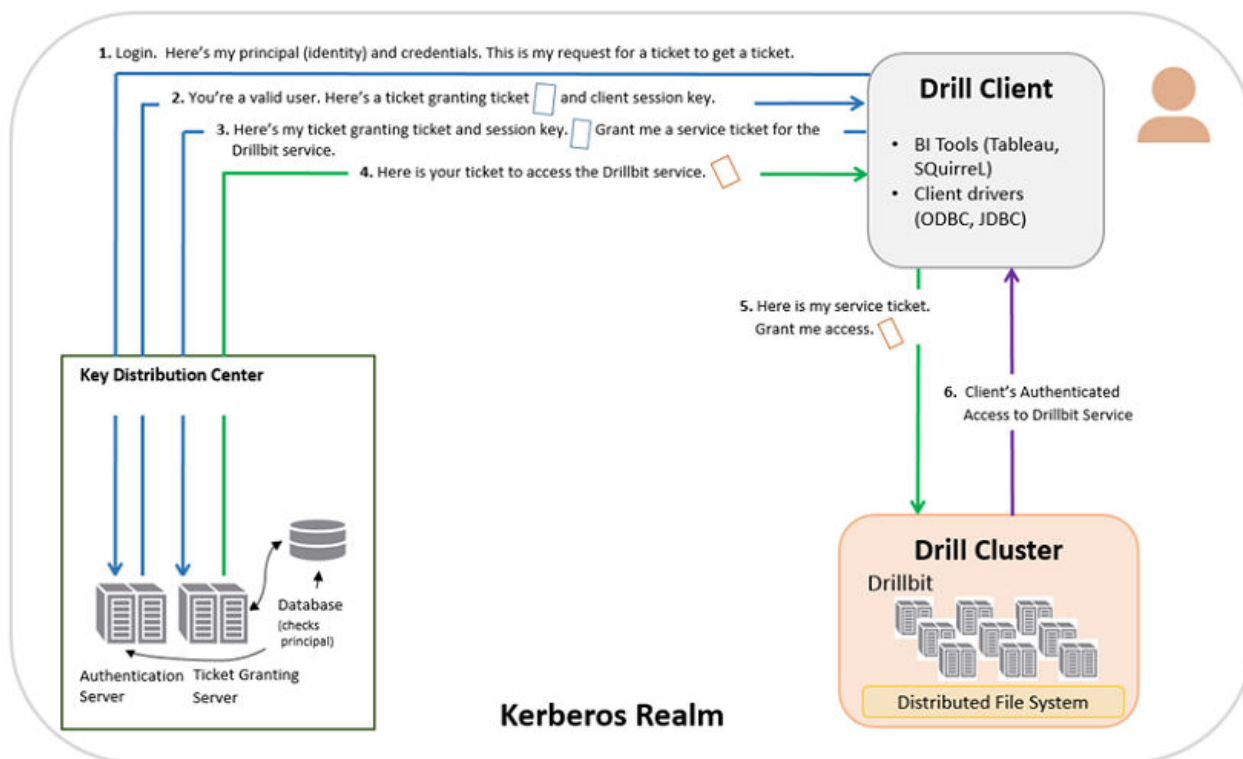 1. Login. Here's my principal (identity) and credentials. This is my request for a ticket to get a ticket.
2. You're a valid user. Here's a ticket granting ticket and client session key.
3. Here's my ticket granting ticket and session key. Grant me a service ticket for the
Drillbit service.
4. Here is your ticket to access the Drillbit service.
Drill Client
• BI Tools (Tableau,
SQuirreL)
• Client drivers
(ODBC, JDBC)
5. Here is my service ticket.
Grant me access.
6. Client's Authenticated
Access to Drillbit Service
Key Distribution Center
Database
(checks
principal)
Authentication
Server
Ticket Granting
Server
Drill Cluster
Drillbit
Distributed File System
Kerberos Realm